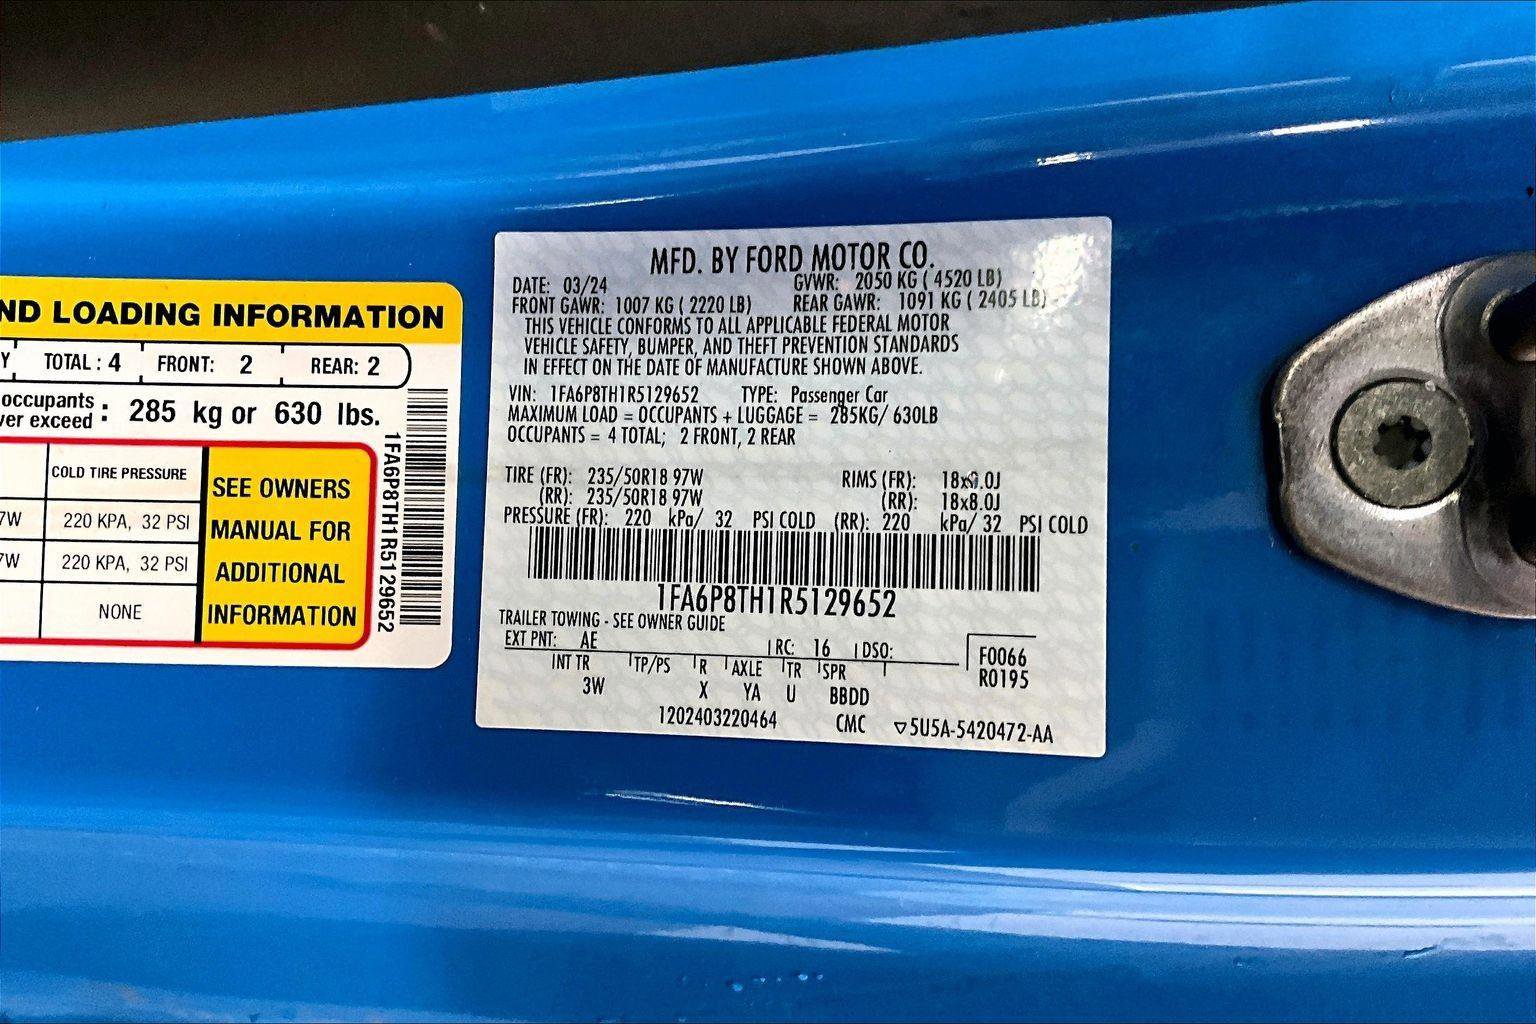 ND LOADING INFORMATION
Y TOTAL : 4 FRONT: 2 REAR: 2
occupants
ver exceed : 285 kg or 630 lbs.
COLD TIRE PRESSURE
7W 220 KPA, 32 PSI
7W 220 KPA, 32 PSI
NONE
SEE OWNERS
MANUAL FOR
ADDITIONAL
INFORMATION
1FA6P8TH1R5129652
MFD. BY FORD MOTOR CO.
DATE: 03/24 GVWR: 2050 KG ( 4520 LB)
FRONT GAWR: 1007 KG ( 2220 LB) REAR GAWR: 1091 KG ( 2405 LB)
THIS VEHICLE CONFORMS TO ALL APPLICABLE FEDERAL MOTOR
VEHICLE SAFETY, BUMPER, AND THEFT PREVENTION STANDARDS
IN EFFECT ON THE DATE OF MANUFACTURE SHOWN ABOVE.
VIN: 1FA6P8TH1R5129652 TYPE: Passenger Car
MAXIMUM LOAD = OCCUPANTS + LUGGAGE = 285KG/ 630LB
OCCUPANTS = 4 TOTAL; 2 FRONT, 2 REAR
TIRE (FR): 235/50R18 97W RIMS (FR):
(RR): 235/50R18 97W (RR): 18x8.0J
PRESSURE (FR): 220 kPa/ 32 PSI COLD (RR): 220 kPa/ 32 PSI COLD
1FA6P8TH1R5129652
TRAILER TOWING - SEE OWNER GUIDE
EXT PNT: AE RC: 16 DSO:
F0066
R0195
INT TR TP/PS R AXLE TR SPR
3W X YA U BBDD
1202403220464 CMC ▽5U5A-5420472-AA